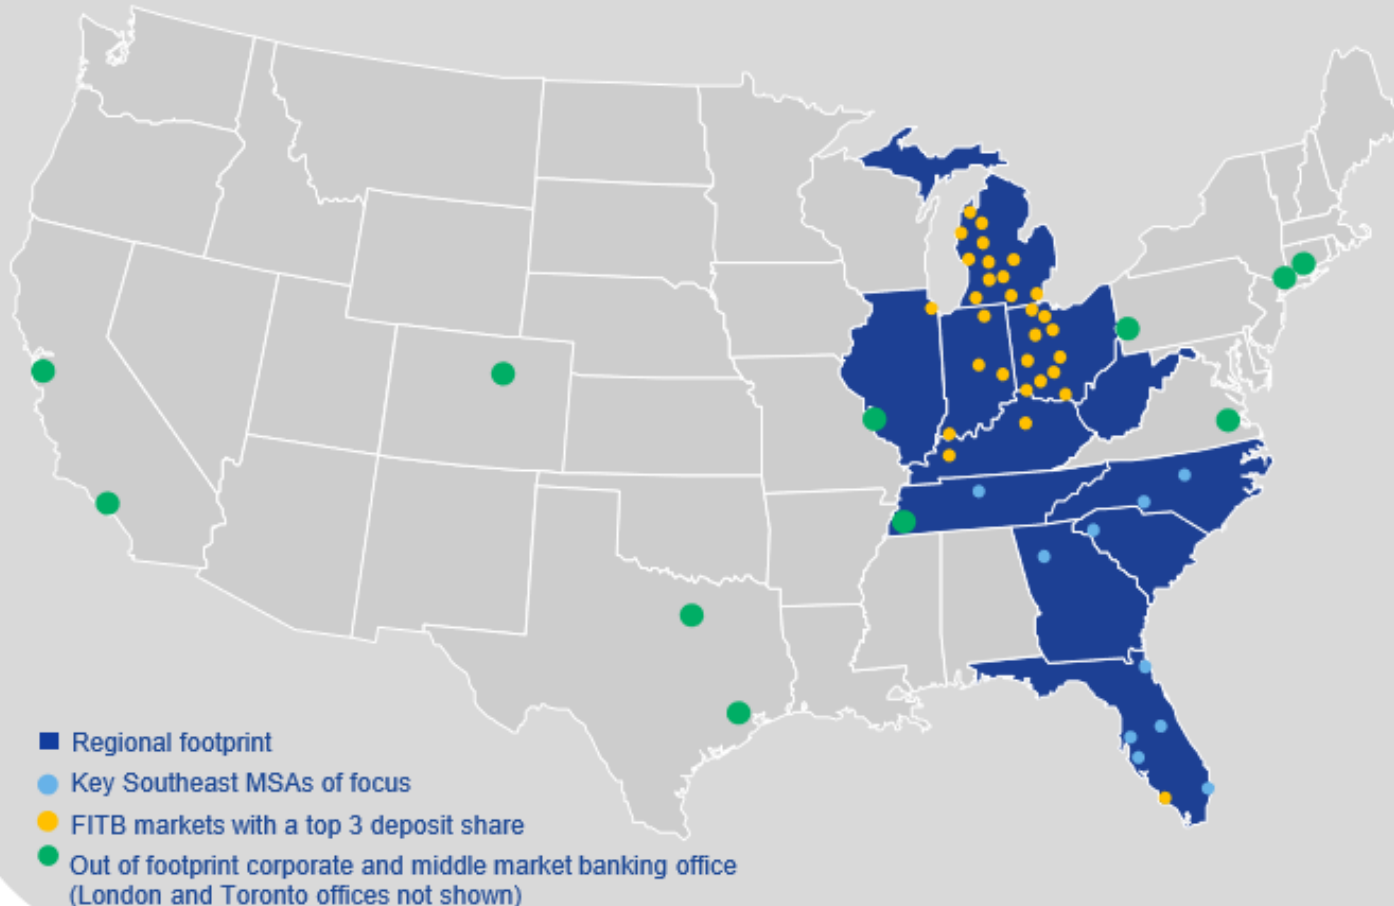 Regional footprint
Key Southeast MSAs of focus
FITB markets with a top 3 deposit share
Out of footprint corporate and middle market banking office
(London and Toronto offices not shown)